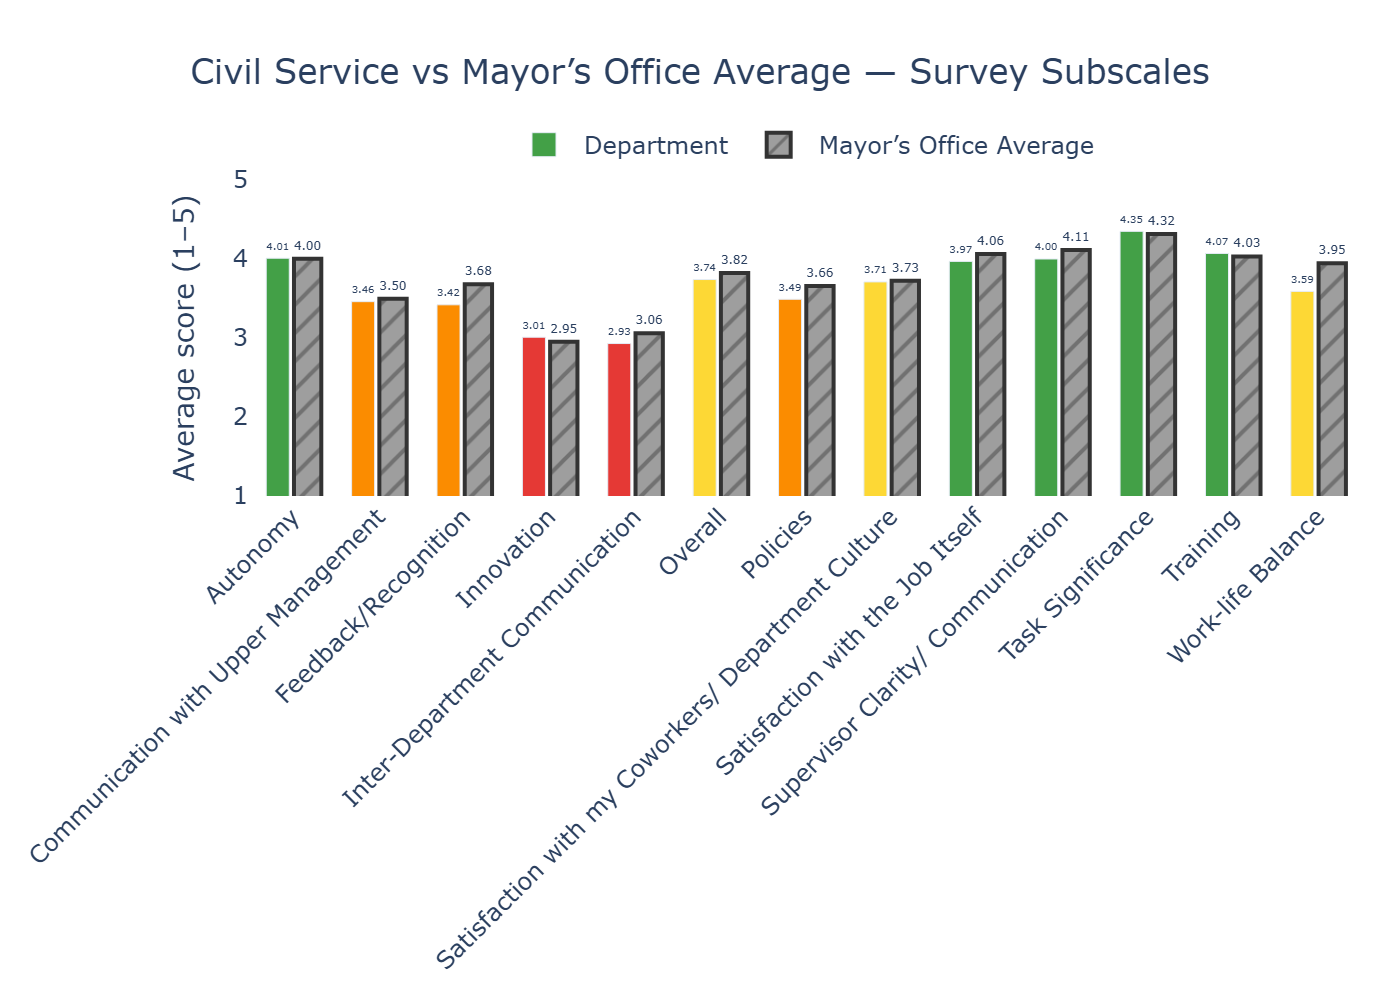 Civil Service vs Mayor’s Office Average — Survey Subscales
Department
Mayor’s Office Average
Average score (1–5)
5
4
3
2
1
4.01
4.00
3.46
3.50
3.42
3.68
3.01
2.95
2.93
3.06
3.74
3.82
3.49
3.66
3.71
3.73
3.97
4.06
4.00
4.11
4.35
4.32
4.07
4.03
3.59
3.95
Autonomy
Communication with Upper Management
Feedback/Recognition
Innovation
Inter-Department Communication
Overall
Policies
Satisfaction with my Coworkers/ Department Culture
Satisfaction with the Job Itself
Supervisor Clarity/ Communication
Task Significance
Training
Work-life Balance